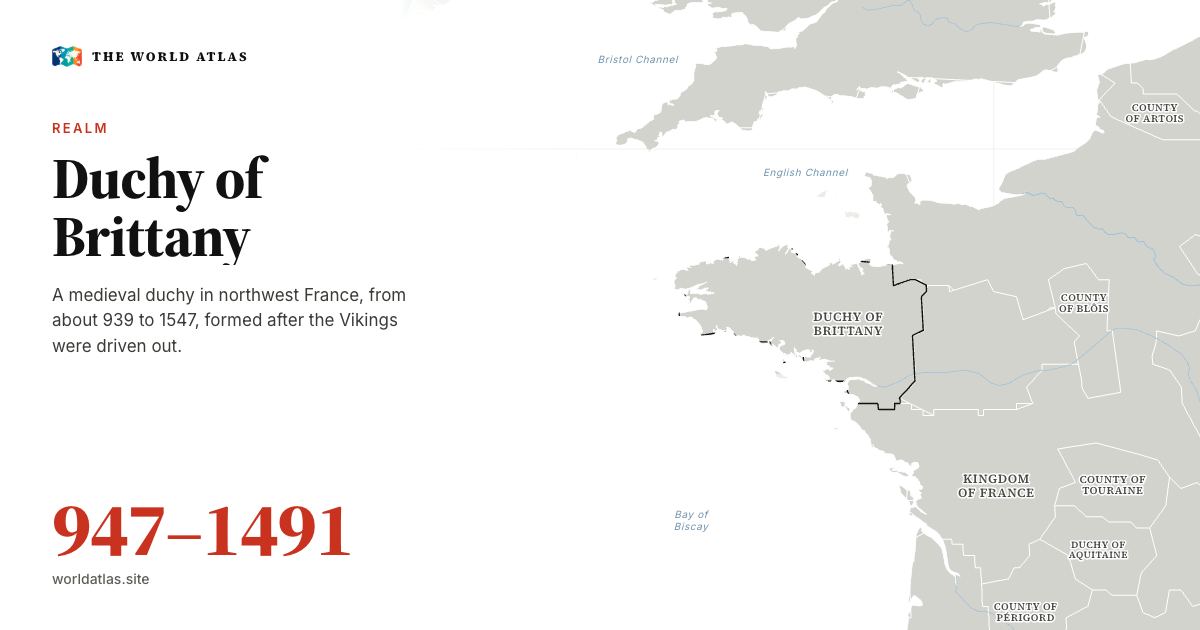 THE WORLD ATLAS
REALM
Duchy of
Brittany
A medieval duchy in northwest France, from
about 939 to 1547, formed after the Vikings
were driven out.
947–1491
worldatlas.site
Bristol Channel
COUNTY
OF ARTOIS
English Channel
COUNTY
OF BLOIS
DUCHY OF
BRITTANY
KINGDOM
OF FRANCE
COUNTY OF
TOURAINE
Bay of
Biscay
DUCHY OF
AQUITAINE
COUNTY OF
PÉRIGORD